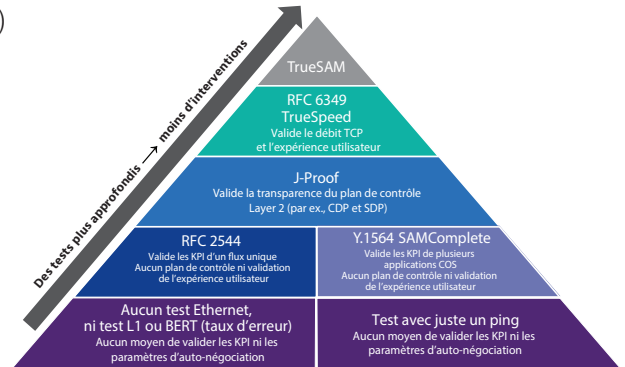 )
Des tests plus approfondis → moins d'interventions
TrueSAM
RFC 6349
TrueSpeed
Valide le débit TCP
et l'expérience utilisateur
J-Proof
Valide la transparence du plan de contrôle
Layer 2 (par ex., CDP et SDP)
RFC 2544
Valide les KPI d'un flux unique
Aucun plan de contrôle ni validation
de l'expérience utilisateur
Y.1564 SAMComplete
Valide les KPI de plusieurs
applications COS
Aucun plan de contrôle ni validation
de l'expérience utilisateur
Aucun test Ethernet,
ni test L1 ou BERT (taux d'erreur)
Aucun moyen de valider les KPI ni les
paramètres d'auto-négociation
Test avec juste un ping
Aucun moyen de valider les KPI ni les
paramètres d'auto-négociation